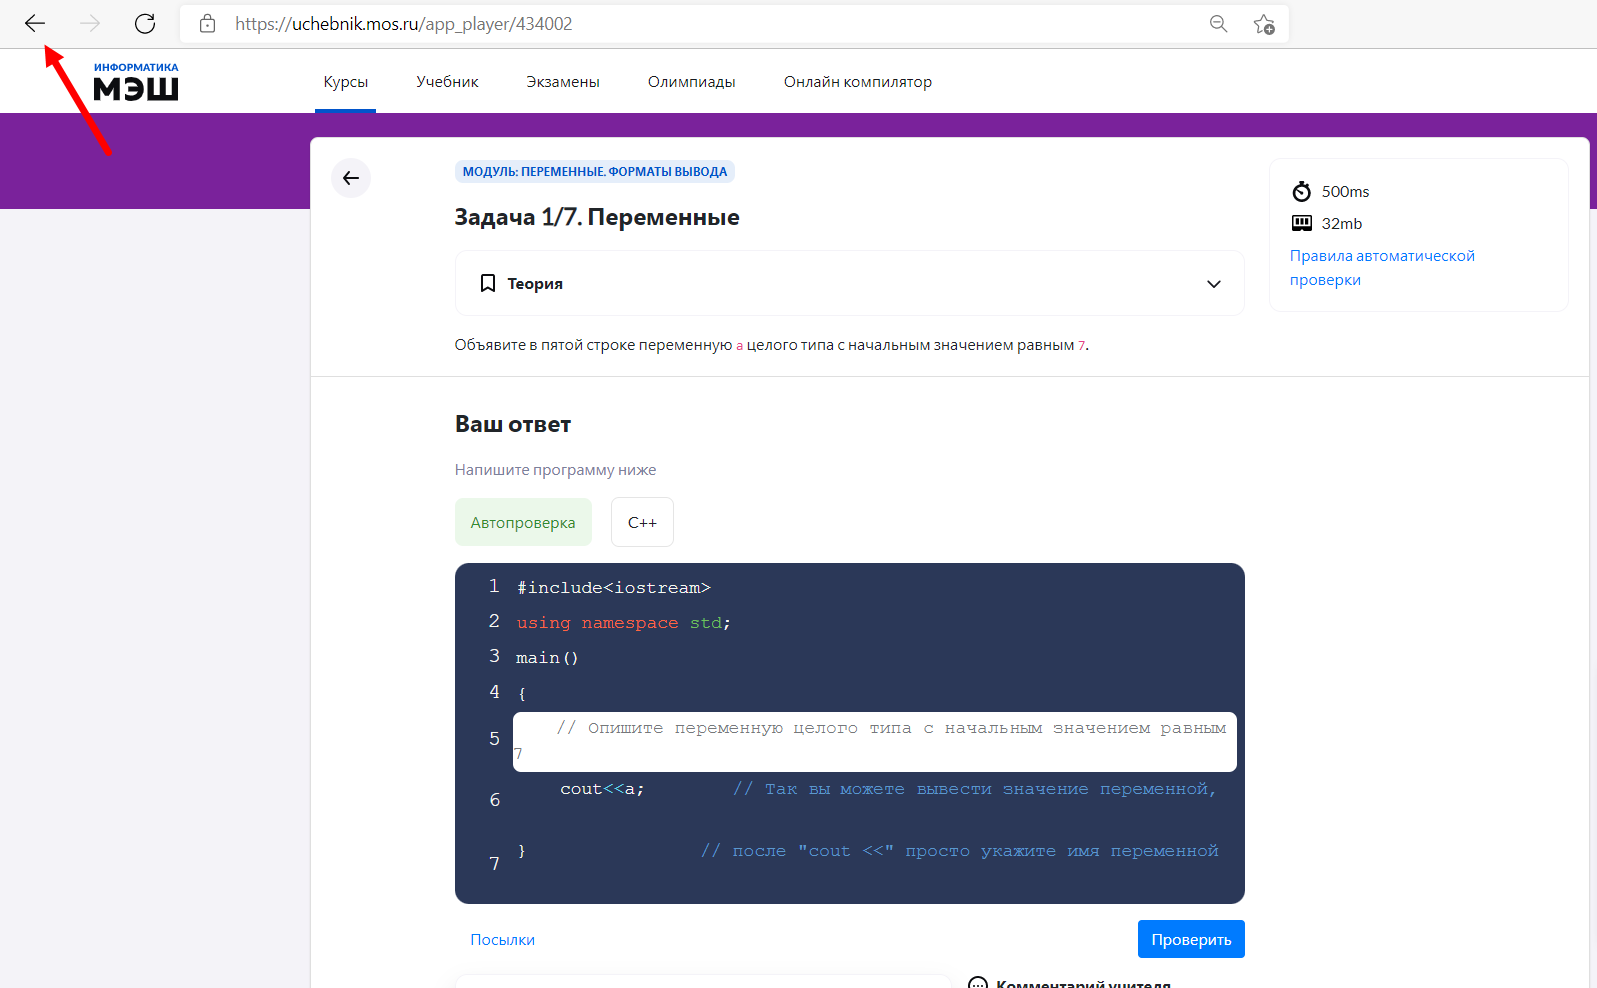 https://uchebnik.mos.ru/app_player/434002
ИНФОРМАТИКА
МЭШ
Курсы
Учебник
Экзамены
Олимпиады
Онлайн компилятор
МОДУЛЬ: ПЕРЕМЕННЫЕ. ФОРМАТЫ ВЫВОДА
Задача 1/7. Переменные
500ms
32mb
Правила автоматической
проверки
Теория
Объявите в пятой строке переменную a целого типа с начальным значением равным 7.
Ваш ответ
Напишите программу ниже
Автопроверка
C++
1 #include<iostream>
2 using namespace std;
3 main()
4 {
5 // Опишите переменную целого типа с начальным значением равным
7
6 cout<<a; // Так вы можете вывести значение переменной,
7 } // после "cout <<" просто укажите имя переменной
Посылки
Проверить
Комментарий учителя